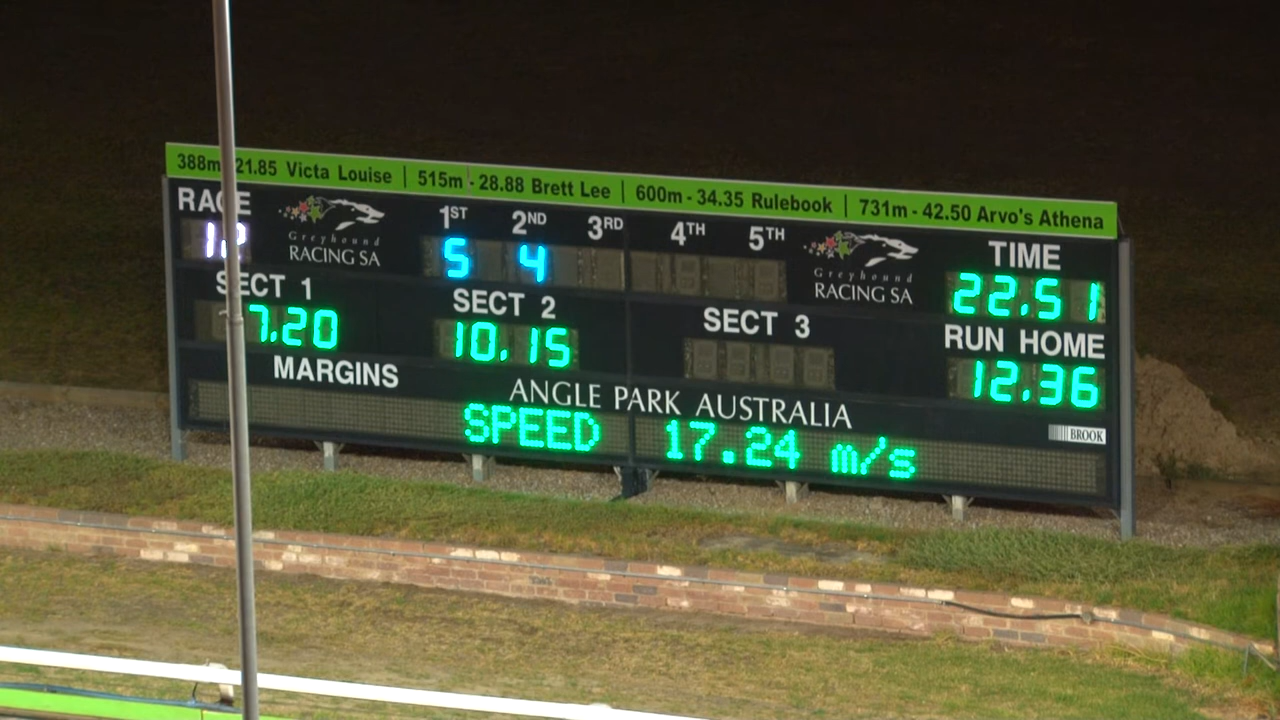 388m 21.85 Victa Louise | 515m - 28.88 Brett Lee | 600m - 34.35 Rulebook | 731m - 42.50 Arvo's Athena
RACE
Greyhound
RACING SA
1ST 2ND 3RD 4TH 5TH
5 4
Greyhound
RACING SA
TIME
22.51
SECT 1
7.20
SECT 2
10.15
SECT 3
RUN HOME
12.36
MARGINS
ANGLE PARK AUSTRALIA
SPEED 17.24 m/s
BROOK